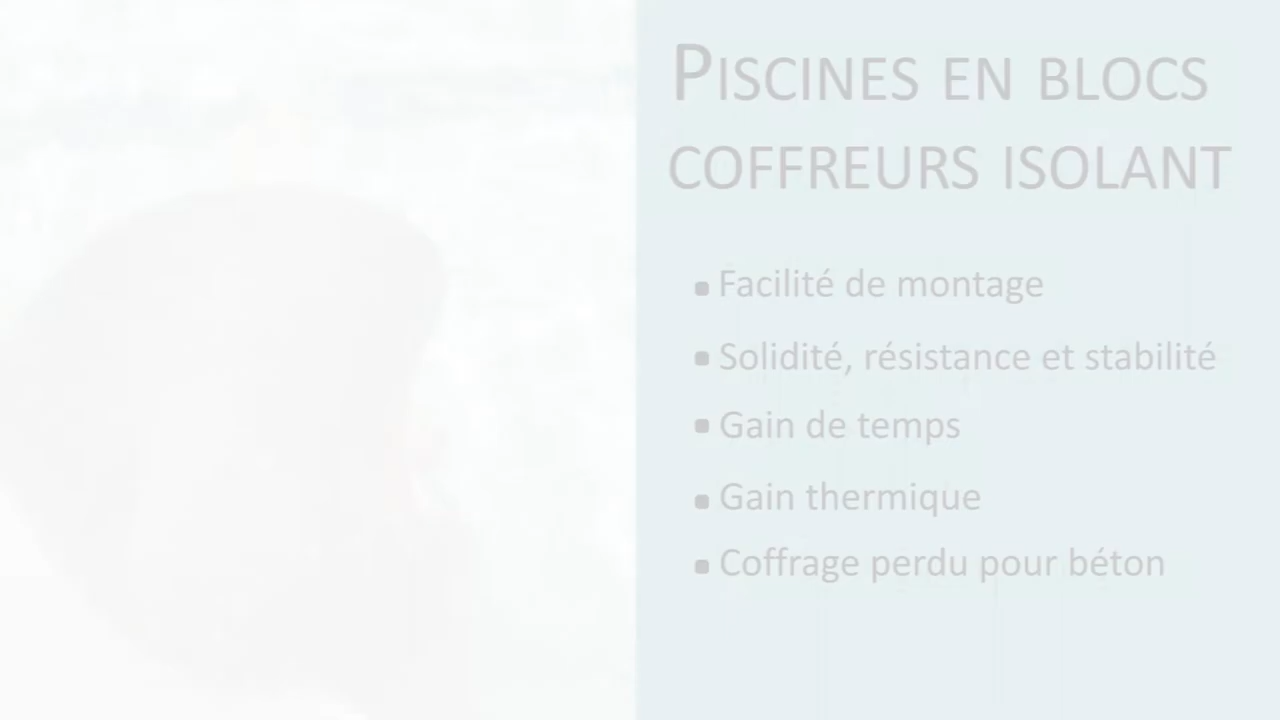 PISCINES EN BLOCS
COFFREURS ISOLANT
▪ Facilité de montage
▪ Solidité, résistance et stabilité
▪ Gain de temps
▪ Gain thermique
▪ Coffrage perdu pour béton